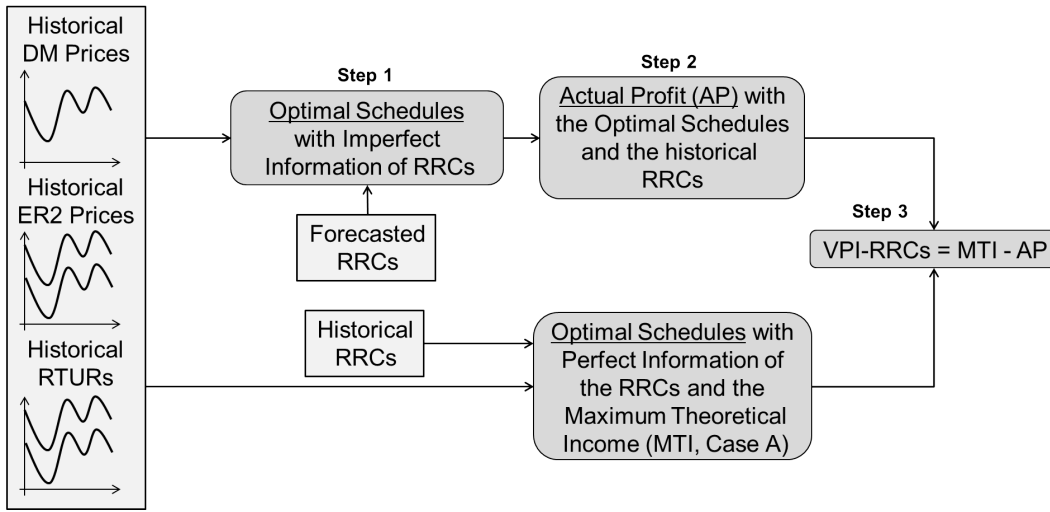 Historical
DM Prices
Historical
ER2 Prices
Historical
RTURs
Step 1
Optimal Schedules
with Imperfect
Information of RRCs
Forecasted
RRCs
Step 2
Actual Profit (AP) with
the Optimal Schedules
and the historical
RRCs
Historical
RRCs
Optimal Schedules with
Perfect Information of
the RRCs and the
Maximum Theoretical
Income (MTI, Case A)
Step 3
VPI-RRCs = MTI - AP